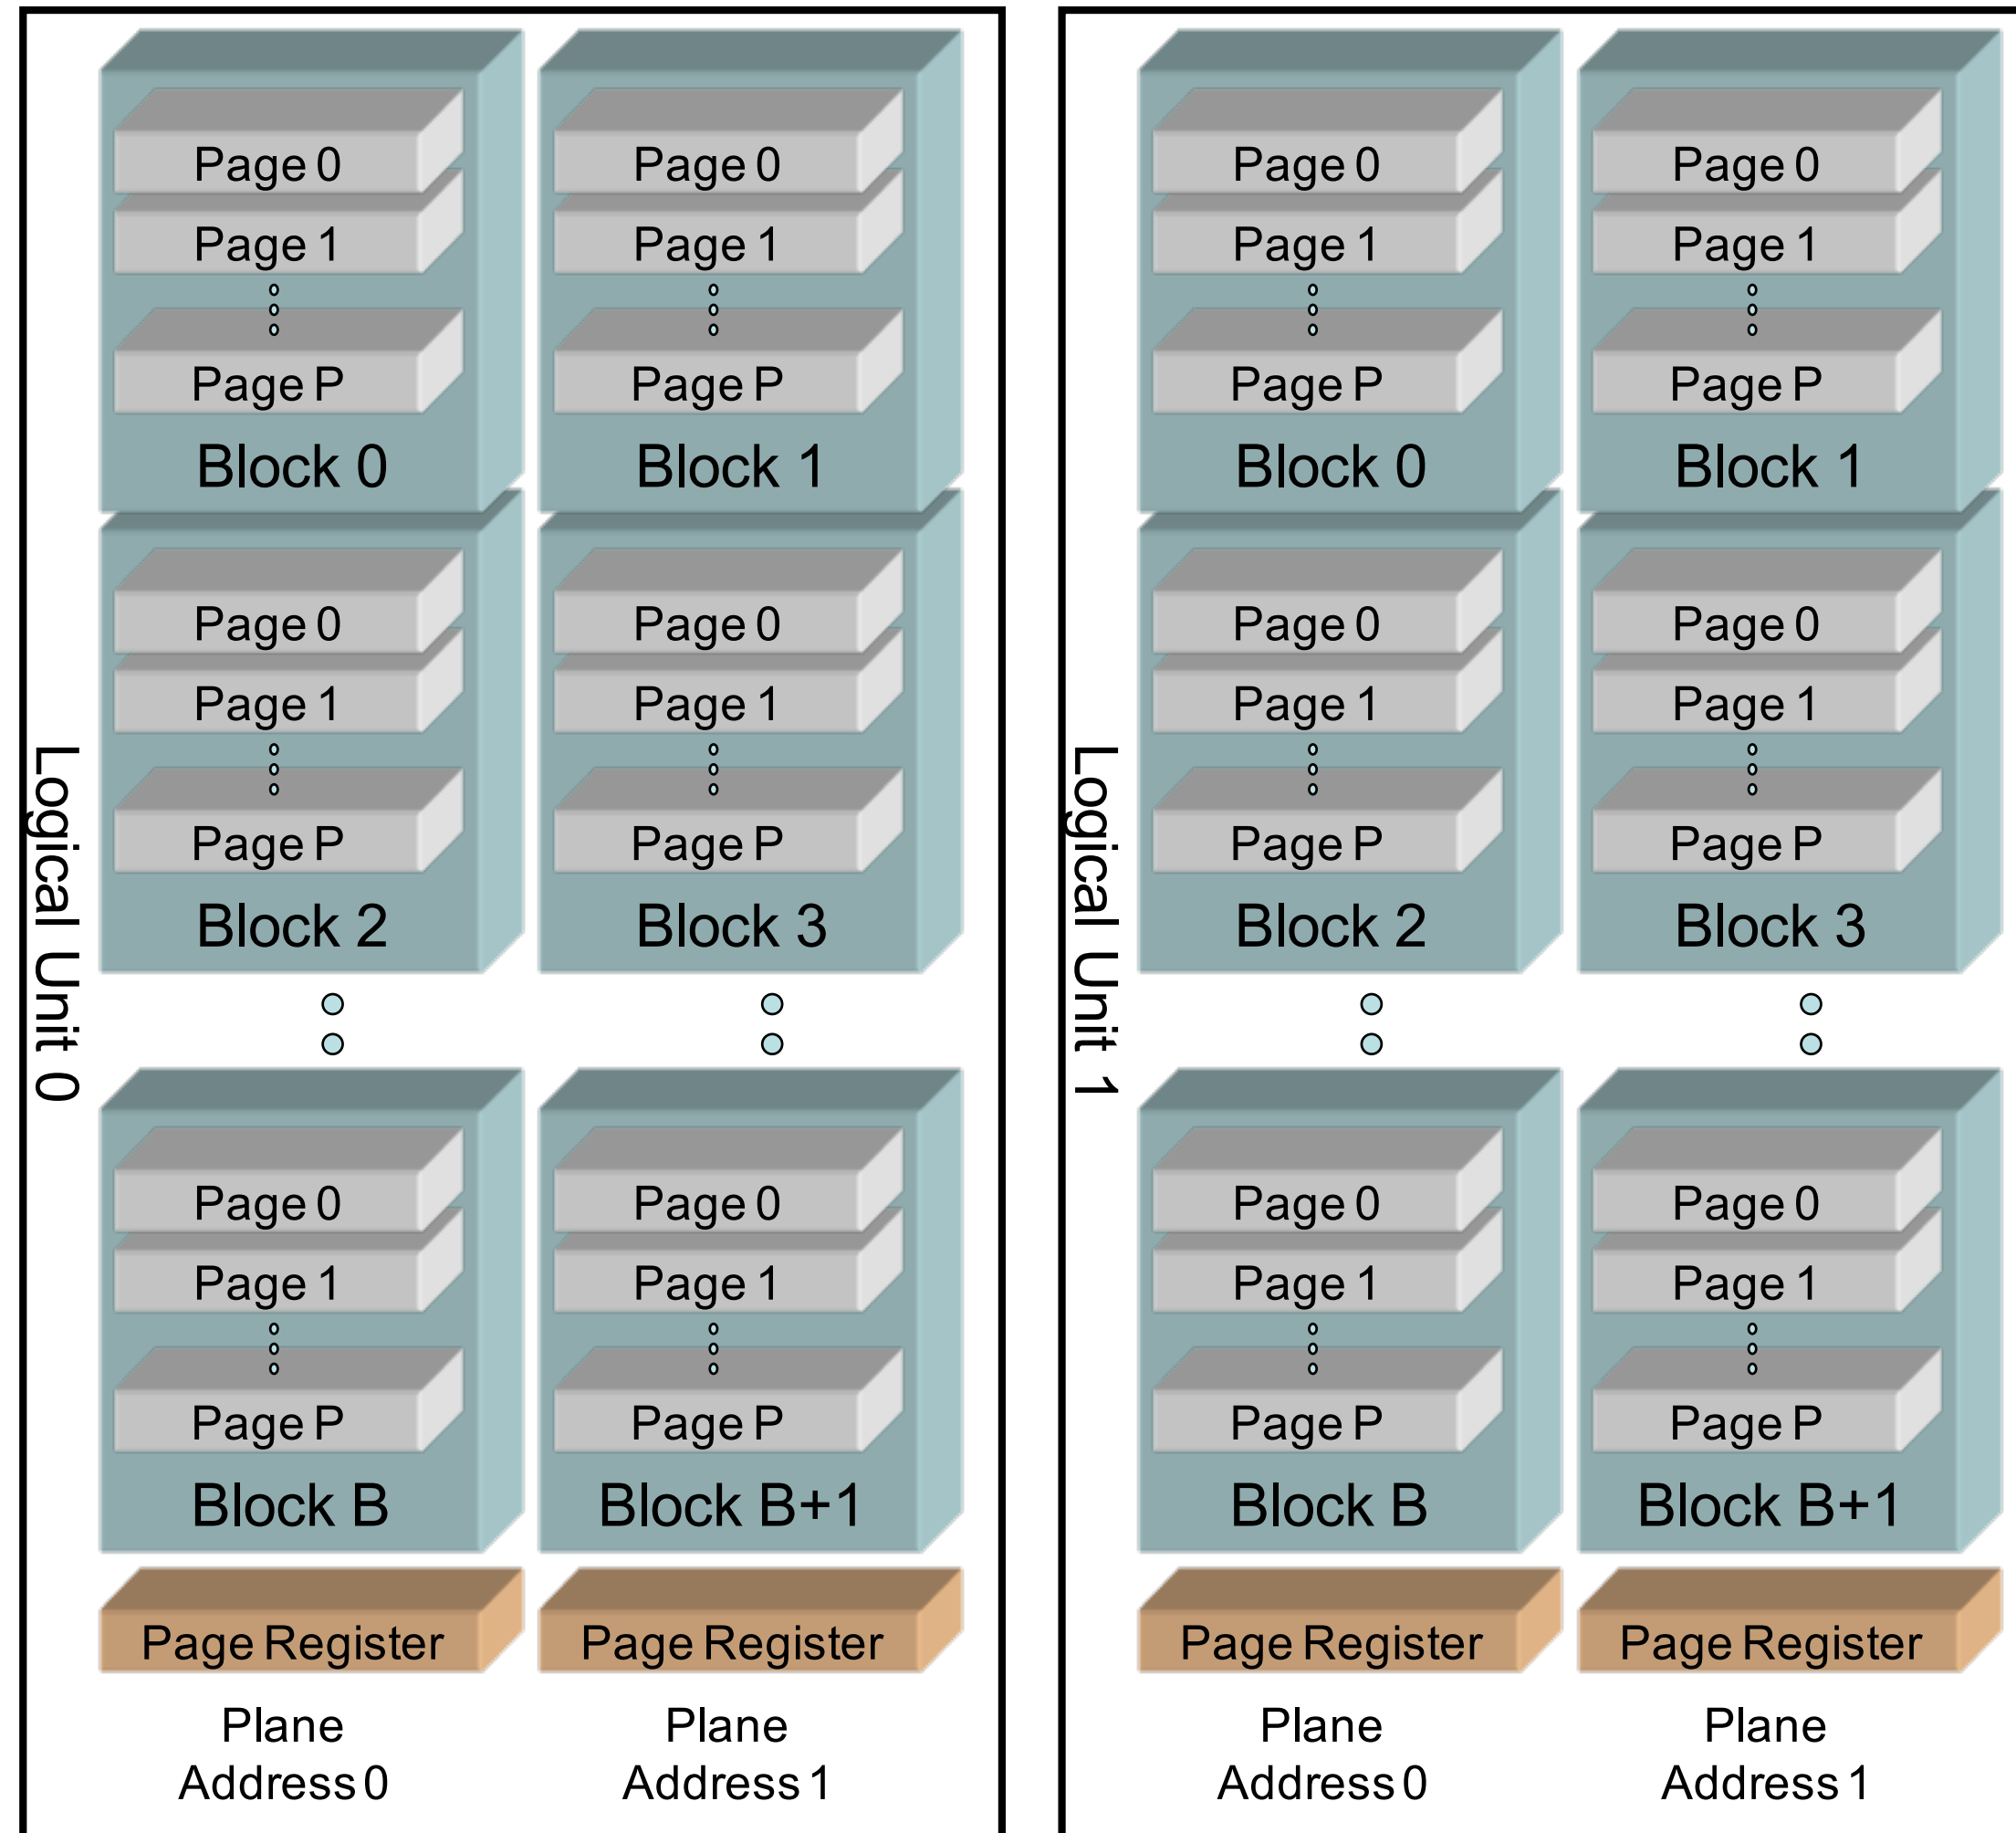 Logical Unit 0
Page 0
Page 1
Page P
Block 0
Page 0
Page 1
Page P
Block 1
Page 0
Page 1
Page P
Block 2
Page 0
Page 1
Page P
Block 3
Page 0
Page 1
Page P
Block B
Page 0
Page 1
Page P
Block B+1
Page Register
Page Register
Plane
Address 0
Plane
Address 1
Logical Unit 1
Page 0
Page 1
Page P
Block 0
Page 0
Page 1
Page P
Block 1
Page 0
Page 1
Page P
Block 2
Page 0
Page 1
Page P
Block 3
Page 0
Page 1
Page P
Block B
Page 0
Page 1
Page P
Block B+1
Page Register
Page Register
Plane
Address 0
Plane
Address 1